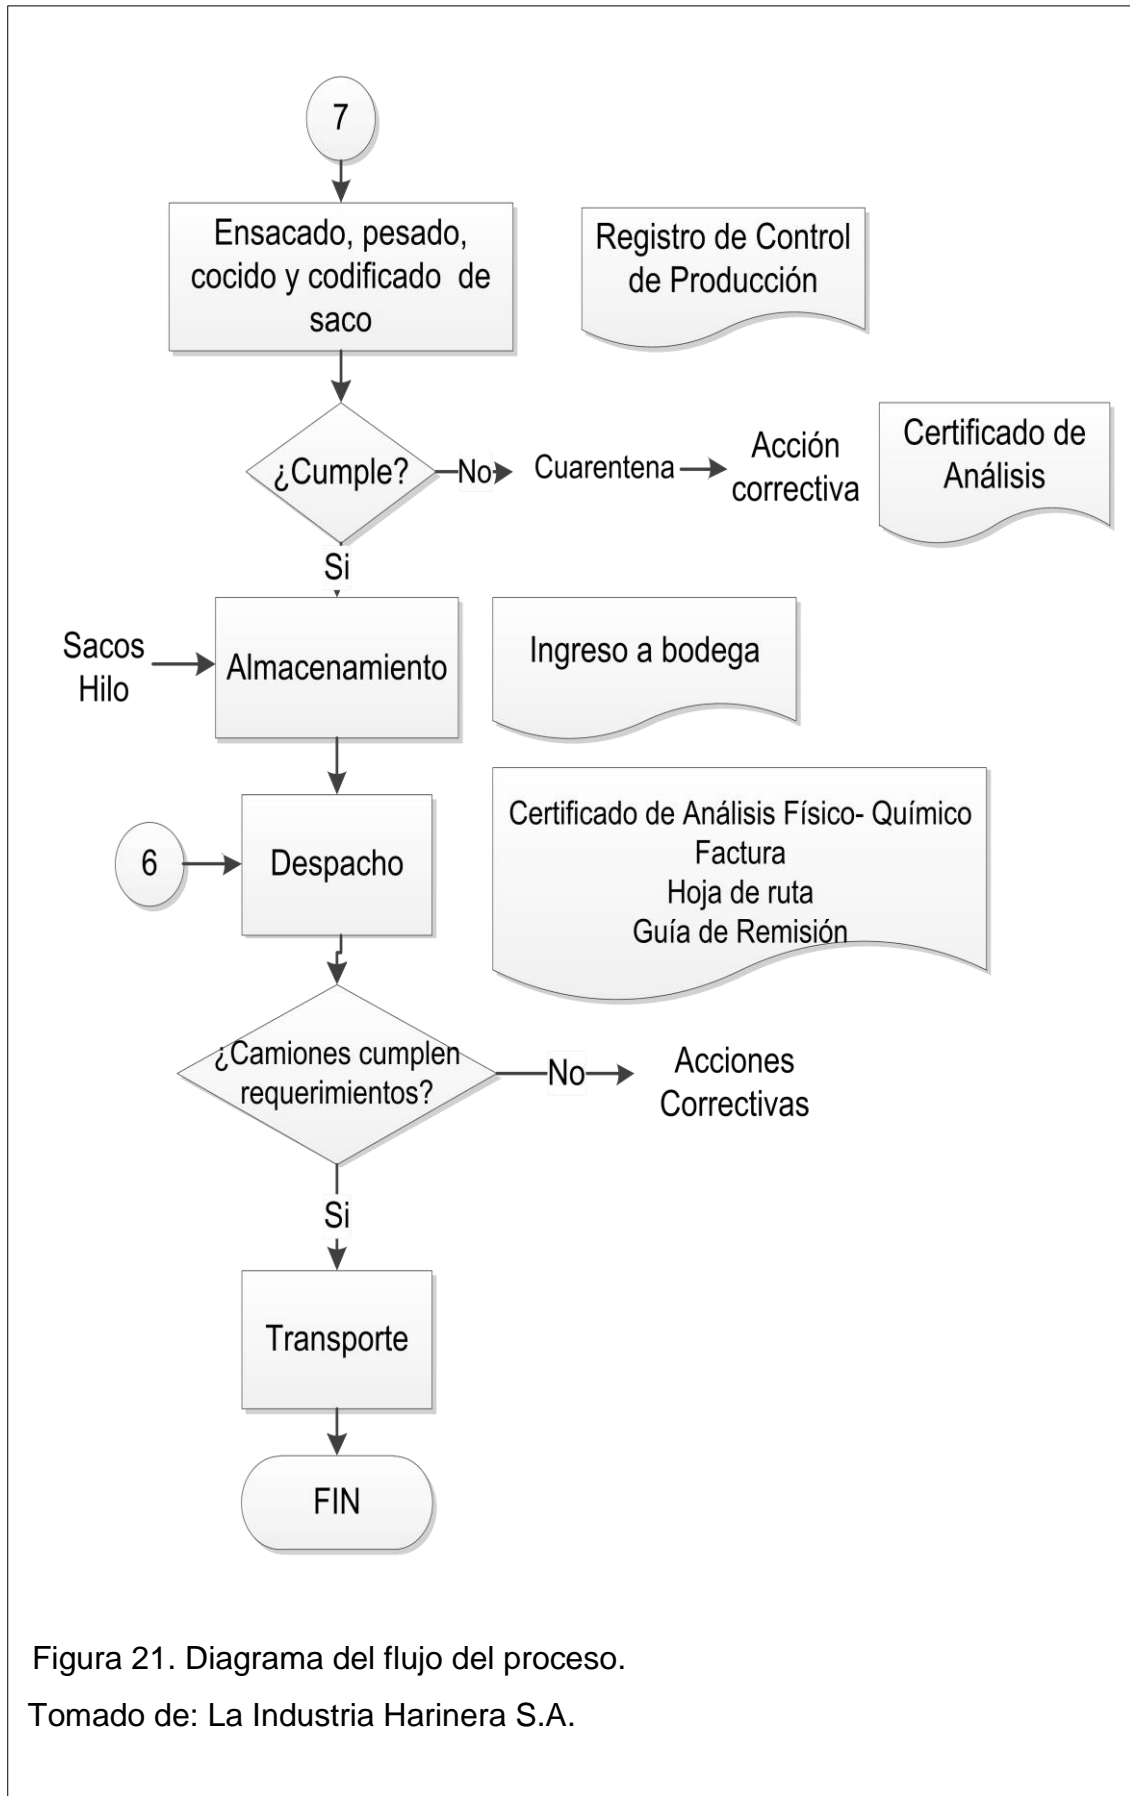 7
Ensacado, pesado,
cocido y codificado de
saco
Registro de Control
de Producción
¿Cumple?
No
Cuarentena
Acción
correctiva
Certificado de
Análisis
Si
Sacos
Hilo
Almacenamiento
Ingreso a bodega
6
Despacho
Certificado de Análisis Físico- Químico
Factura
Hoja de ruta
Guía de Remisión
¿Camiones cumplen
requerimientos?
No
Acciones
Correctivas
Si
Transporte
FIN
Figura 21. Diagrama del flujo del proceso.
Tomado de: La Industria Harinera S.A.